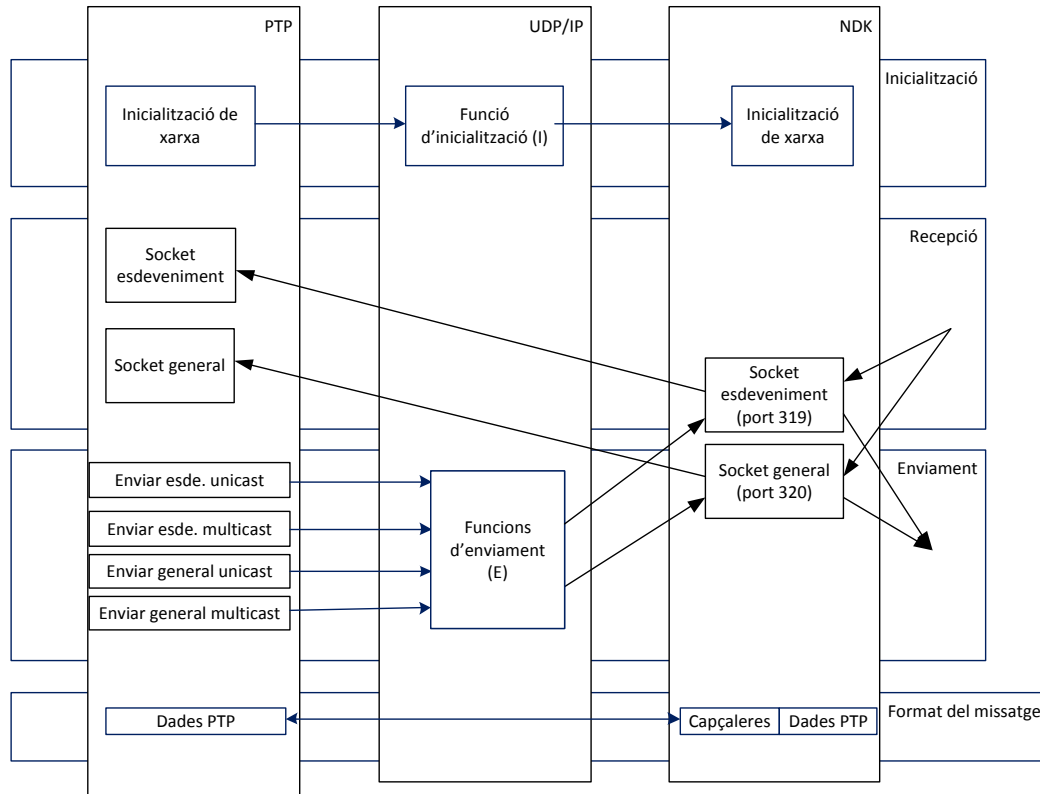 PTP
UDP/IP
NDK
Inicialització
Inicialització de
xarxa
Funció
d’inicialització (I)
Inicialització
de xarxa
Recepció
Socket
esdeveniment
Socket general
Socket
esdeveniment
(port 319)
Socket general
(port 320)
Enviament
Enviar esde. unicast
Enviar esde. multicast
Enviar general unicast
Enviar general multicast
Funcions
d’enviament
(E)
Format del missatge
Dades PTP
Capçaleres
Dades PTP